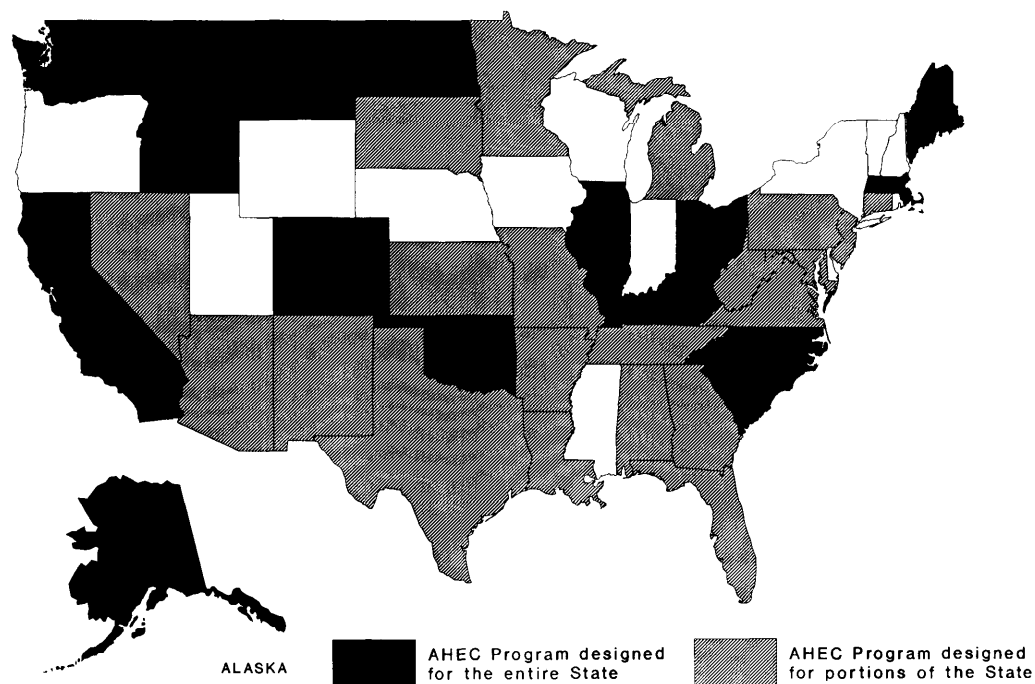 ALASKA
AHEC Program designed
for the entire State
AHEC Program designed
for portions of the State